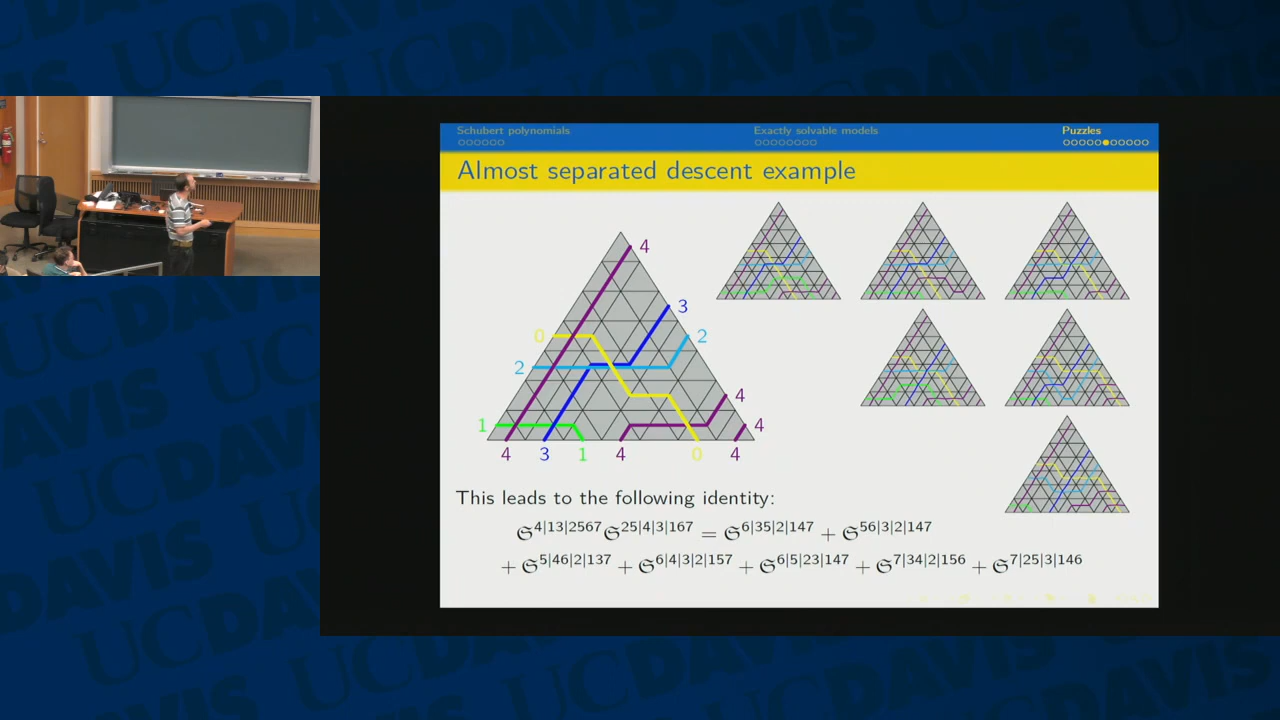 UCDAVIS
Schubert polynomials
Exactly solvable models
Puzzles
Almost separated descent example
4
3
0
2
2
4
1
4
4 3 1 4 0 4
This leads to the following identity:
𝔖^{4|13|2567}𝔖^{25|4|3|167} = 𝔖^{6|35|2|147} + 𝔖^{56|3|2|147}
+ 𝔖^{5|46|2|137} + 𝔖^{6|4|3|2|157} + 𝔖^{6|5|23|147} + 𝔖^{7|34|2|156} + 𝔖^{7|25|3|146}